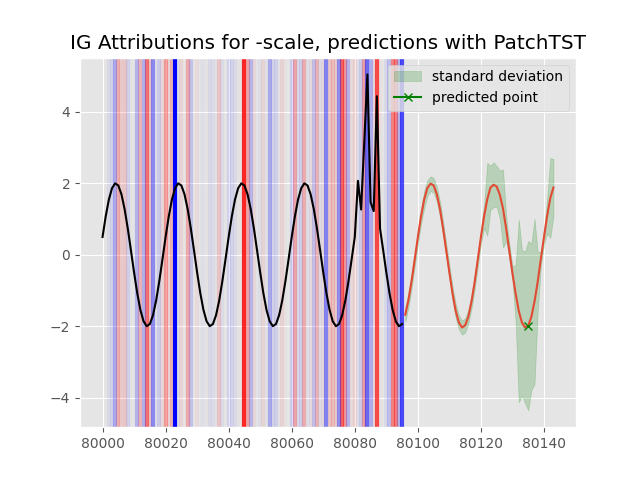 IG Attributions for -scale, predictions with PatchTST
standard deviation
predicted point
4
2
0
−2
−4
80000 80020 80040 80060 80080 80100 80120 80140